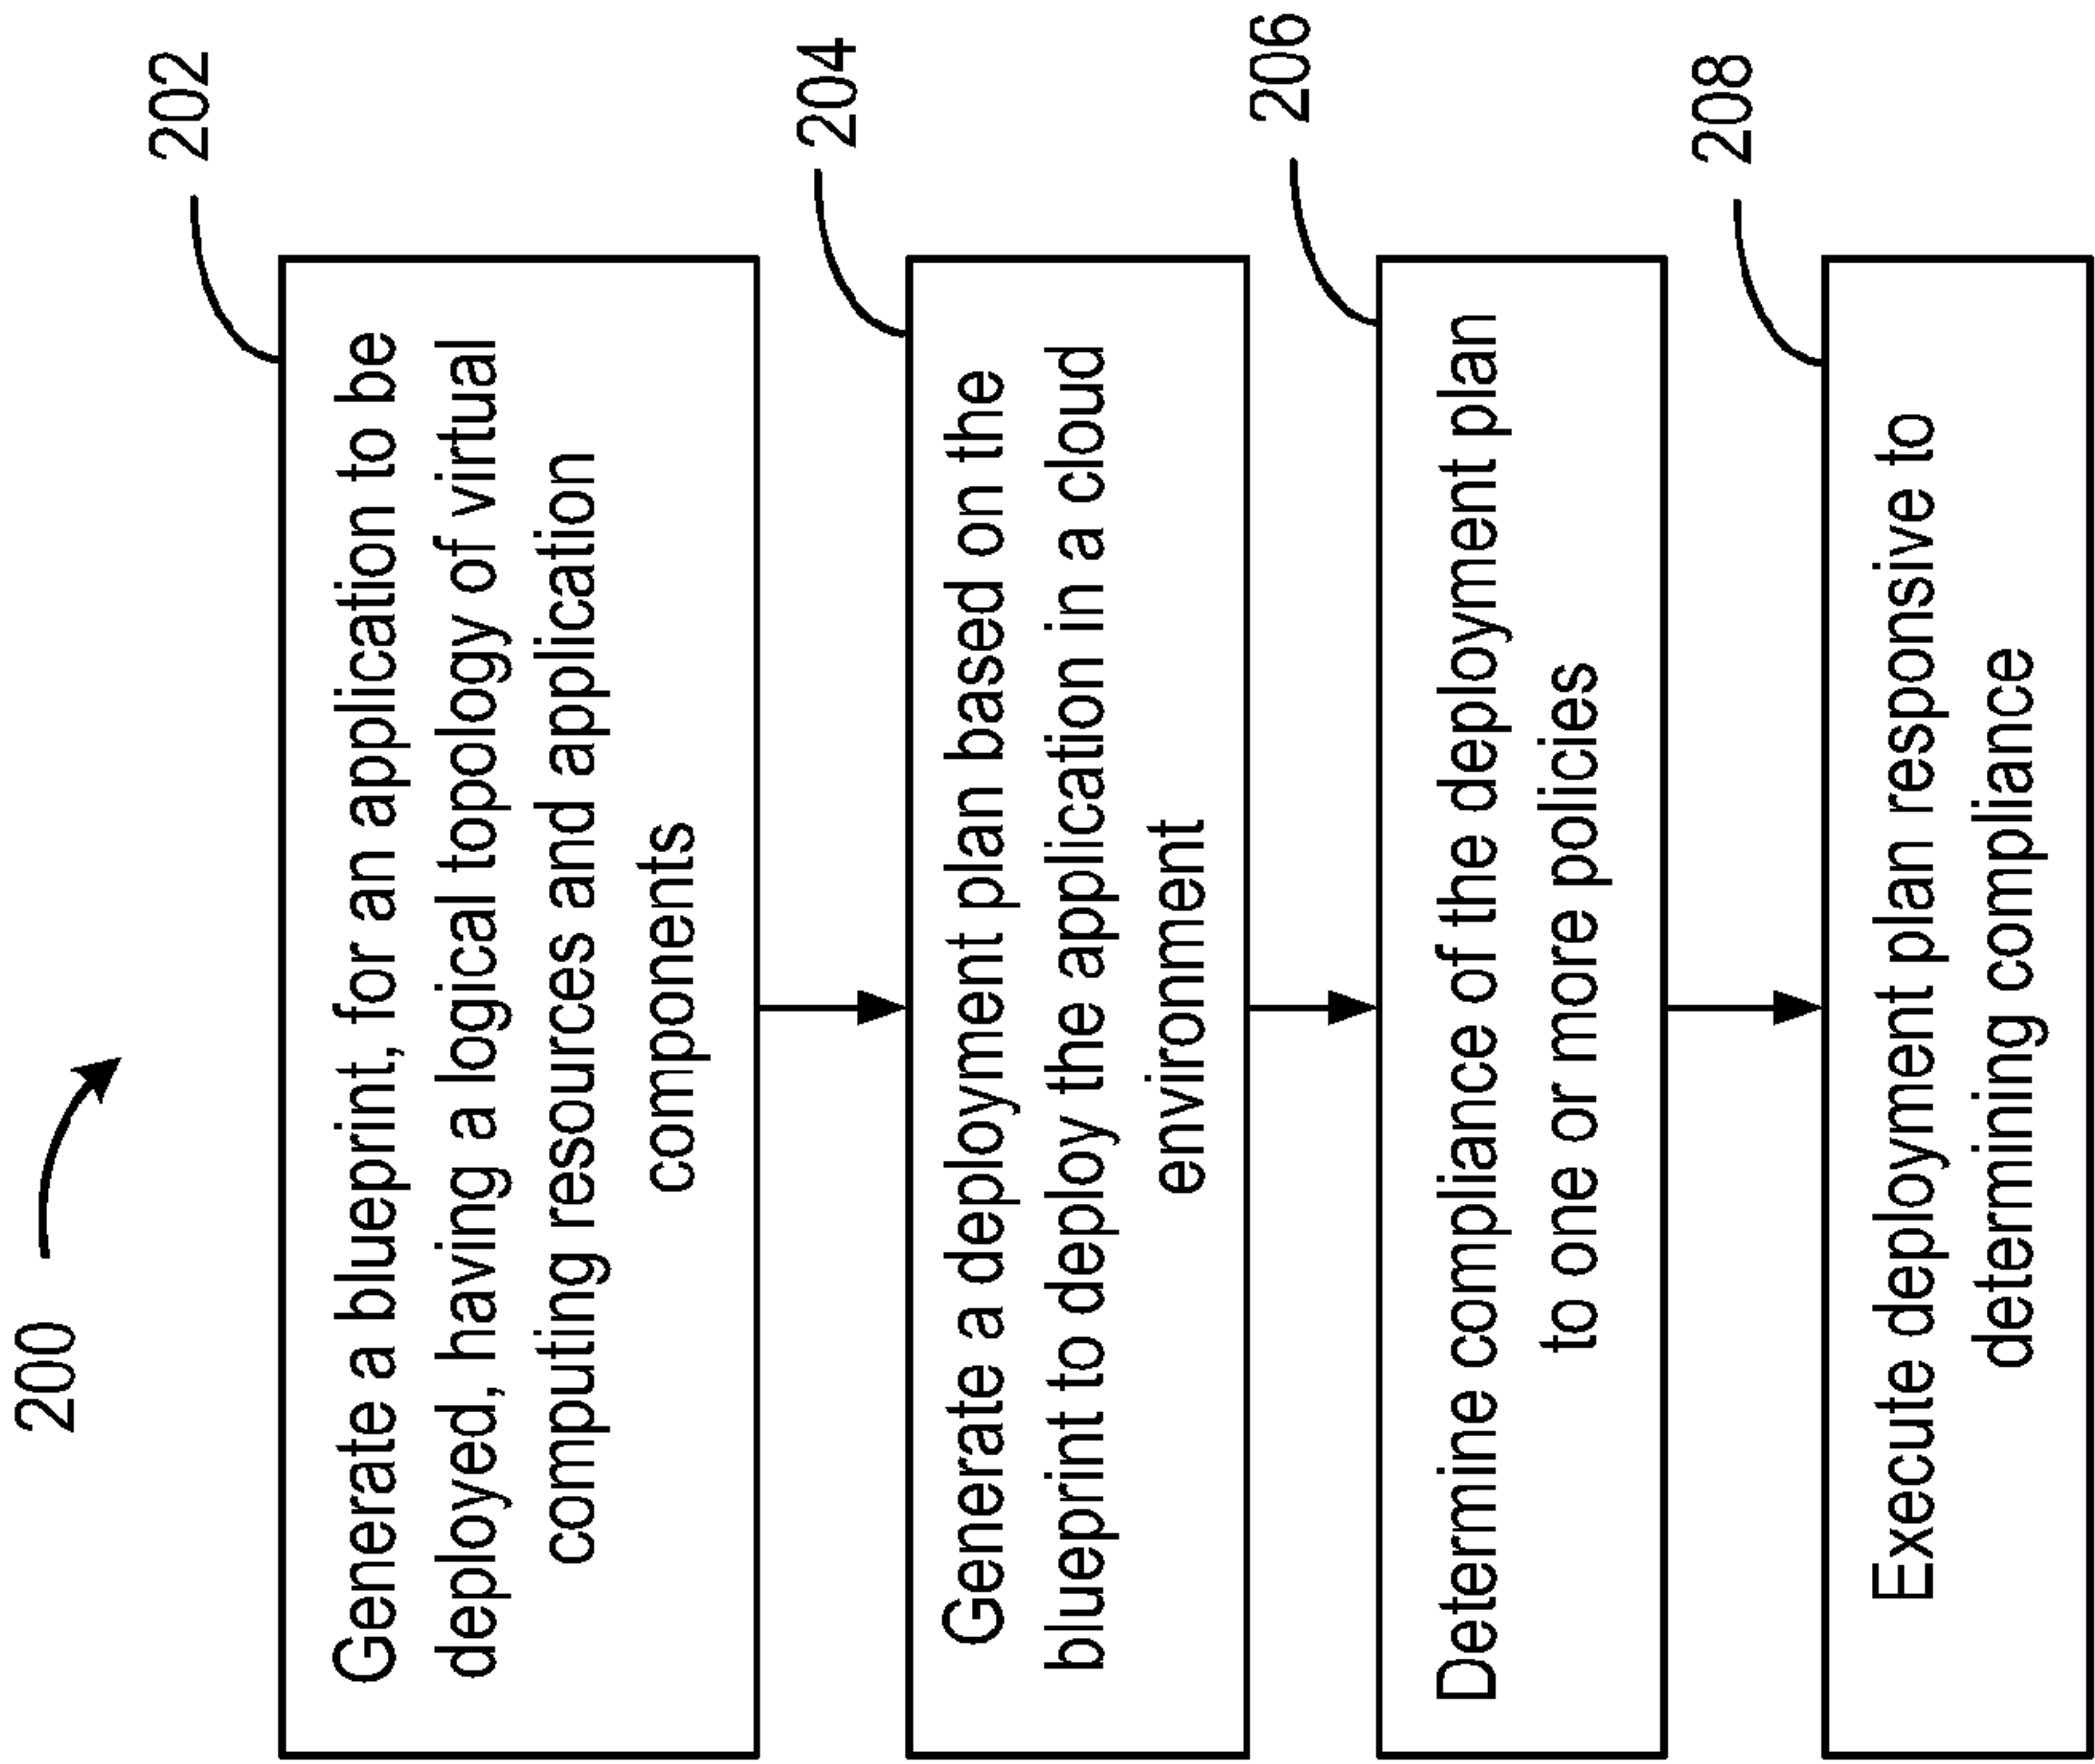 200
202
Generate a blueprint, for an application to be
deployed, having a logical topology of virtual
computing resources and application
components
204
Generate a deployment plan based on the
blueprint to deploy the application in a cloud
environment
206
Determine compliance of the deployment plan
to one or more policies
208
Execute deployment plan responsive to
determining compliance